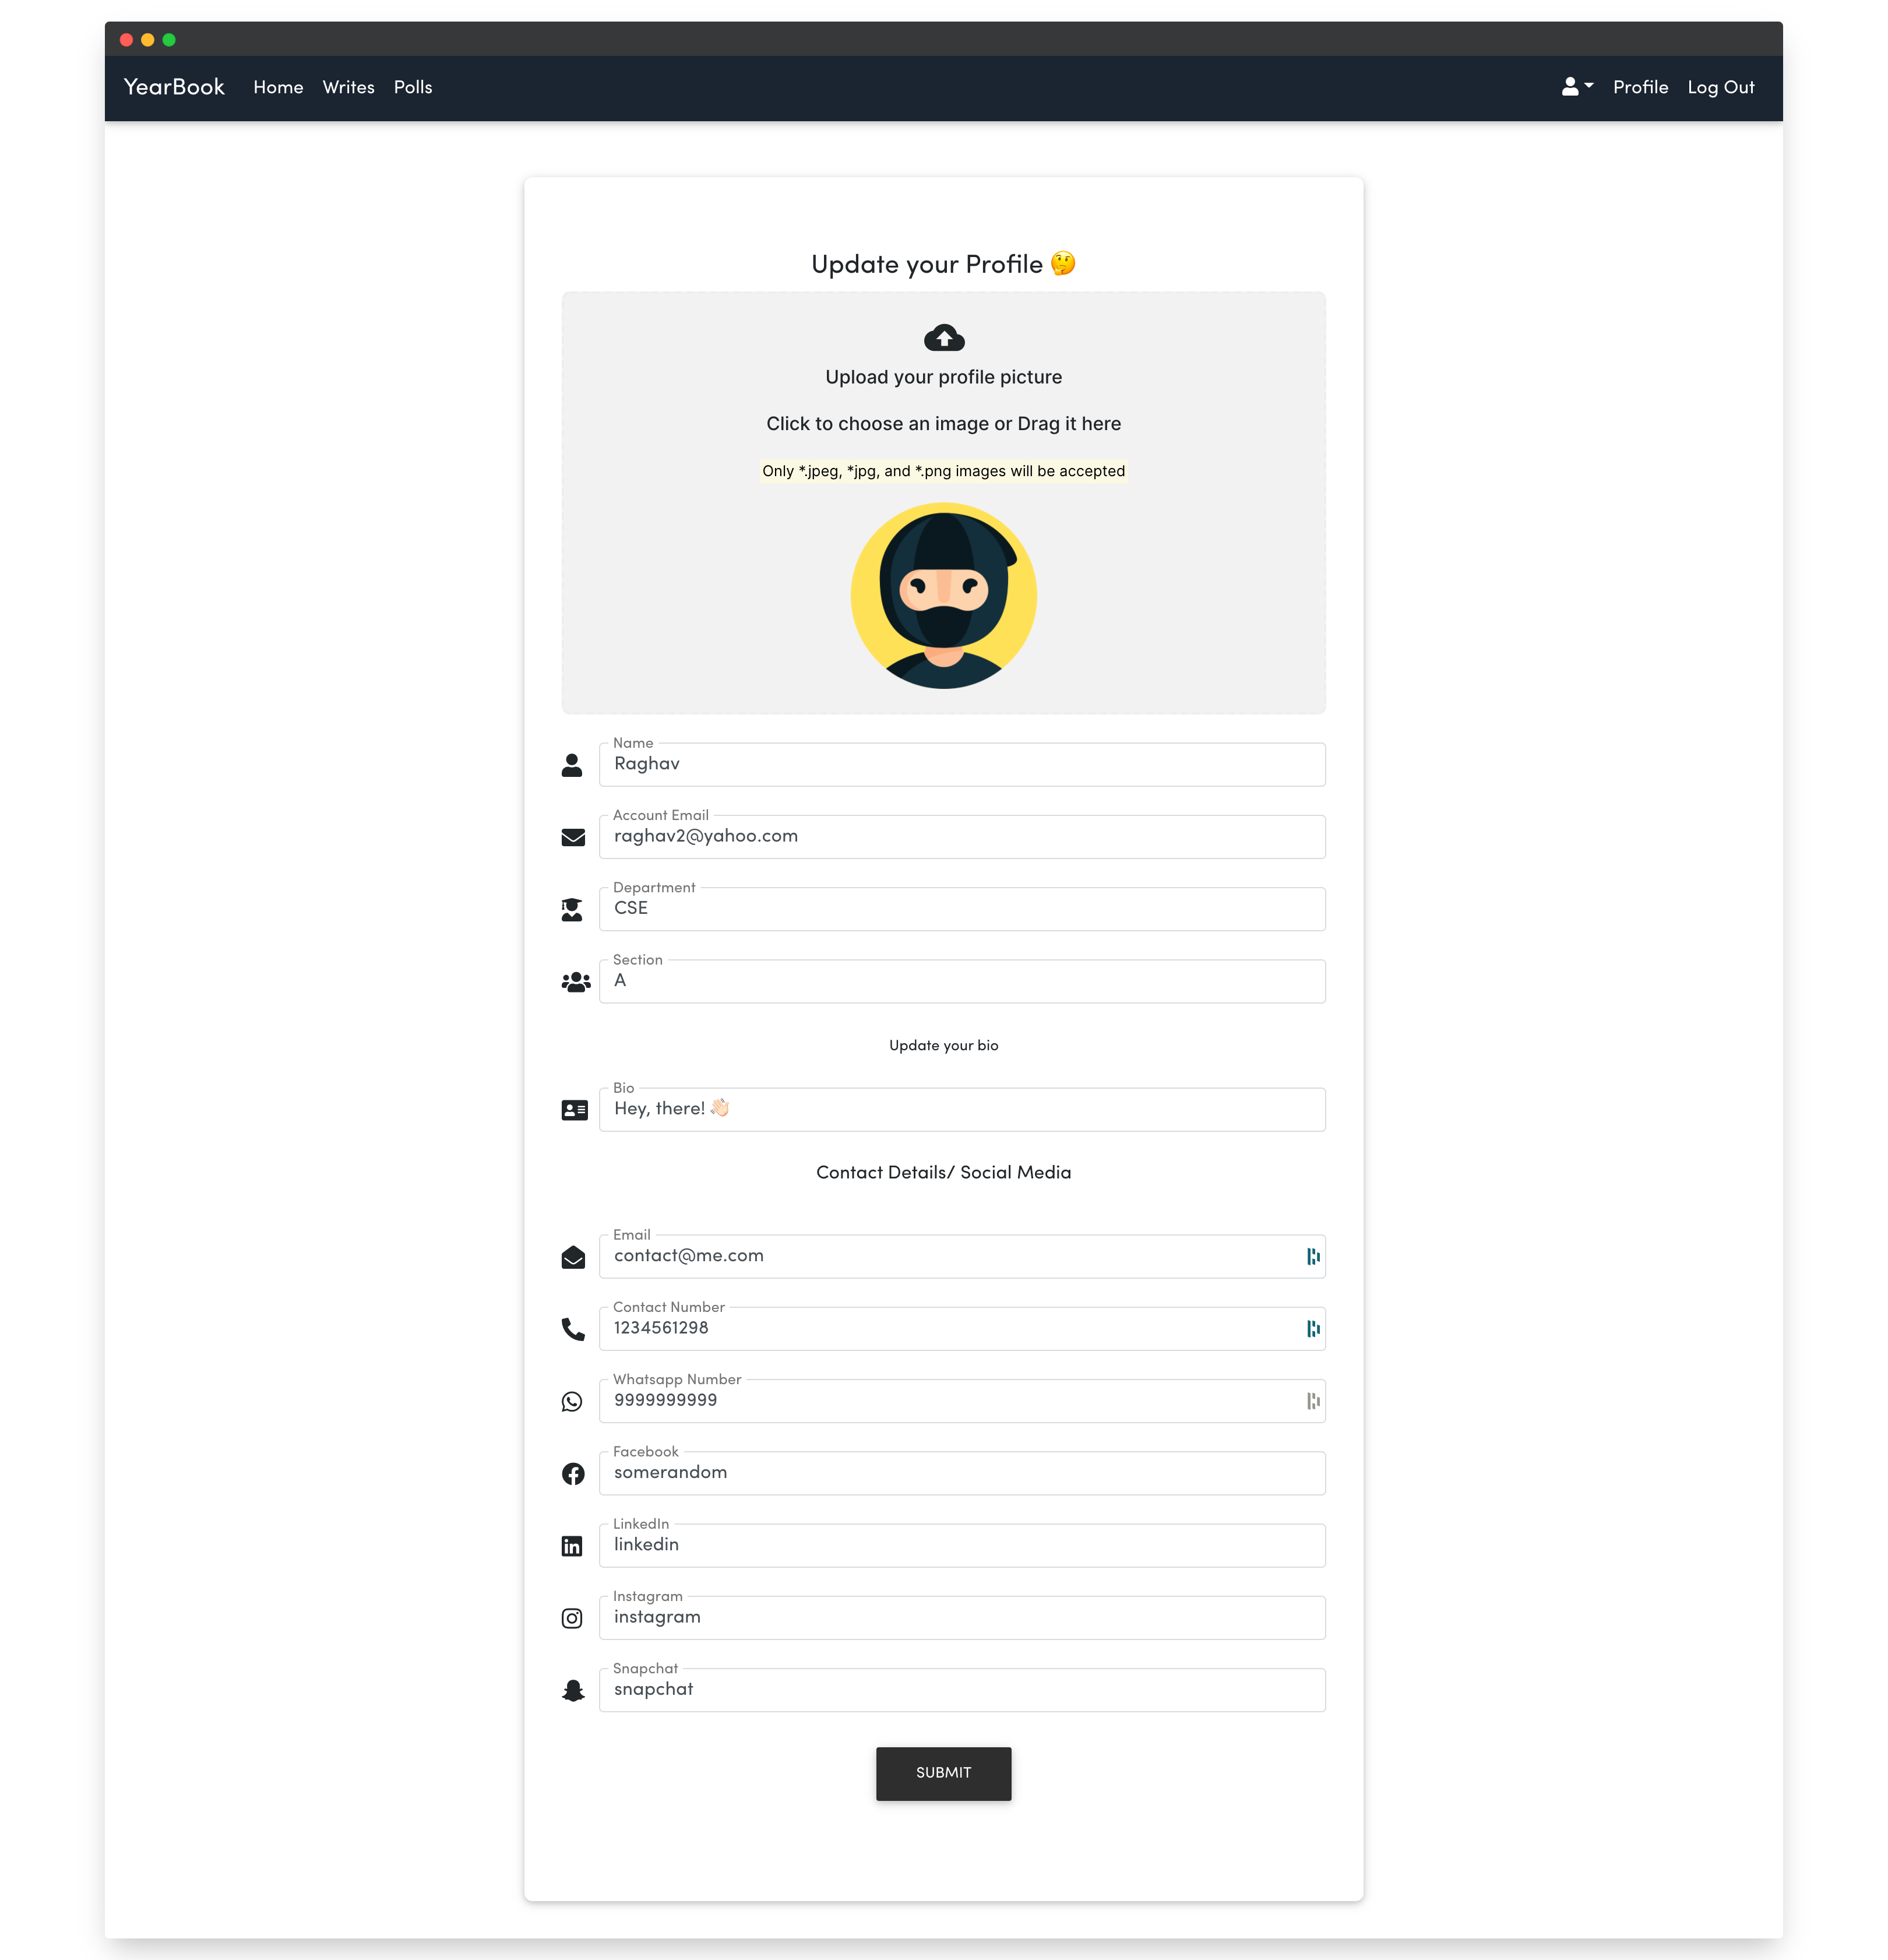 YearBook Home Writes Polls Profile Log Out
Update your Profile 🤔
Upload your profile picture
Click to choose an image or Drag it here
Only *.jpeg, *jpg, and *.png images will be accepted
Name
Raghav
Account Email
raghav2@yahoo.com
Department
CSE
Section
A
Update your bio
Bio
Hey, there! 👋🏻
Contact Details/ Social Media
Email
contact@me.com
Contact Number
1234561298
Whatsapp Number
9999999999
Facebook
somerandom
LinkedIn
linkedin
Instagram
instagram
Snapchat
snapchat
SUBMIT